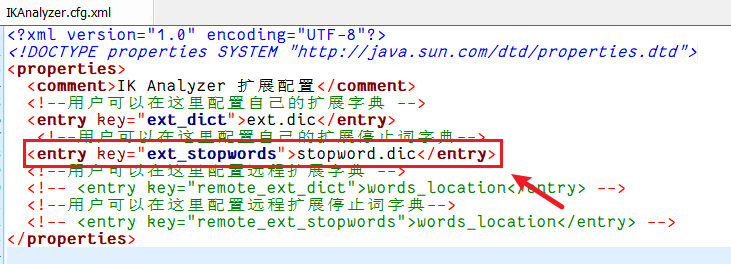 IKAnalyzer.cfg.xml
<?xml version="1.0" encoding="UTF-8"?>
<!DOCTYPE properties SYSTEM "http://java.sun.com/dtd/properties.dtd">
<properties>
<comment>IK Analyzer 扩展配置</comment>
<!--用户可以在这里配置自己的扩展字典 -->
<entry key="ext_dict">ext.dic</entry>
<!--用户可以在这里配置自己的扩展停止词字典-->
<entry key="ext_stopwords">stopword.dic</entry>
<!--用户可以在这里配置远程扩展字典 -->
<!-- <entry key="remote_ext_dict">words_location</entry> -->
<!--用户可以在这里配置远程扩展停止词字典-->
<!-- <entry key="remote_ext_stopwords">words_location</entry> -->
</properties>